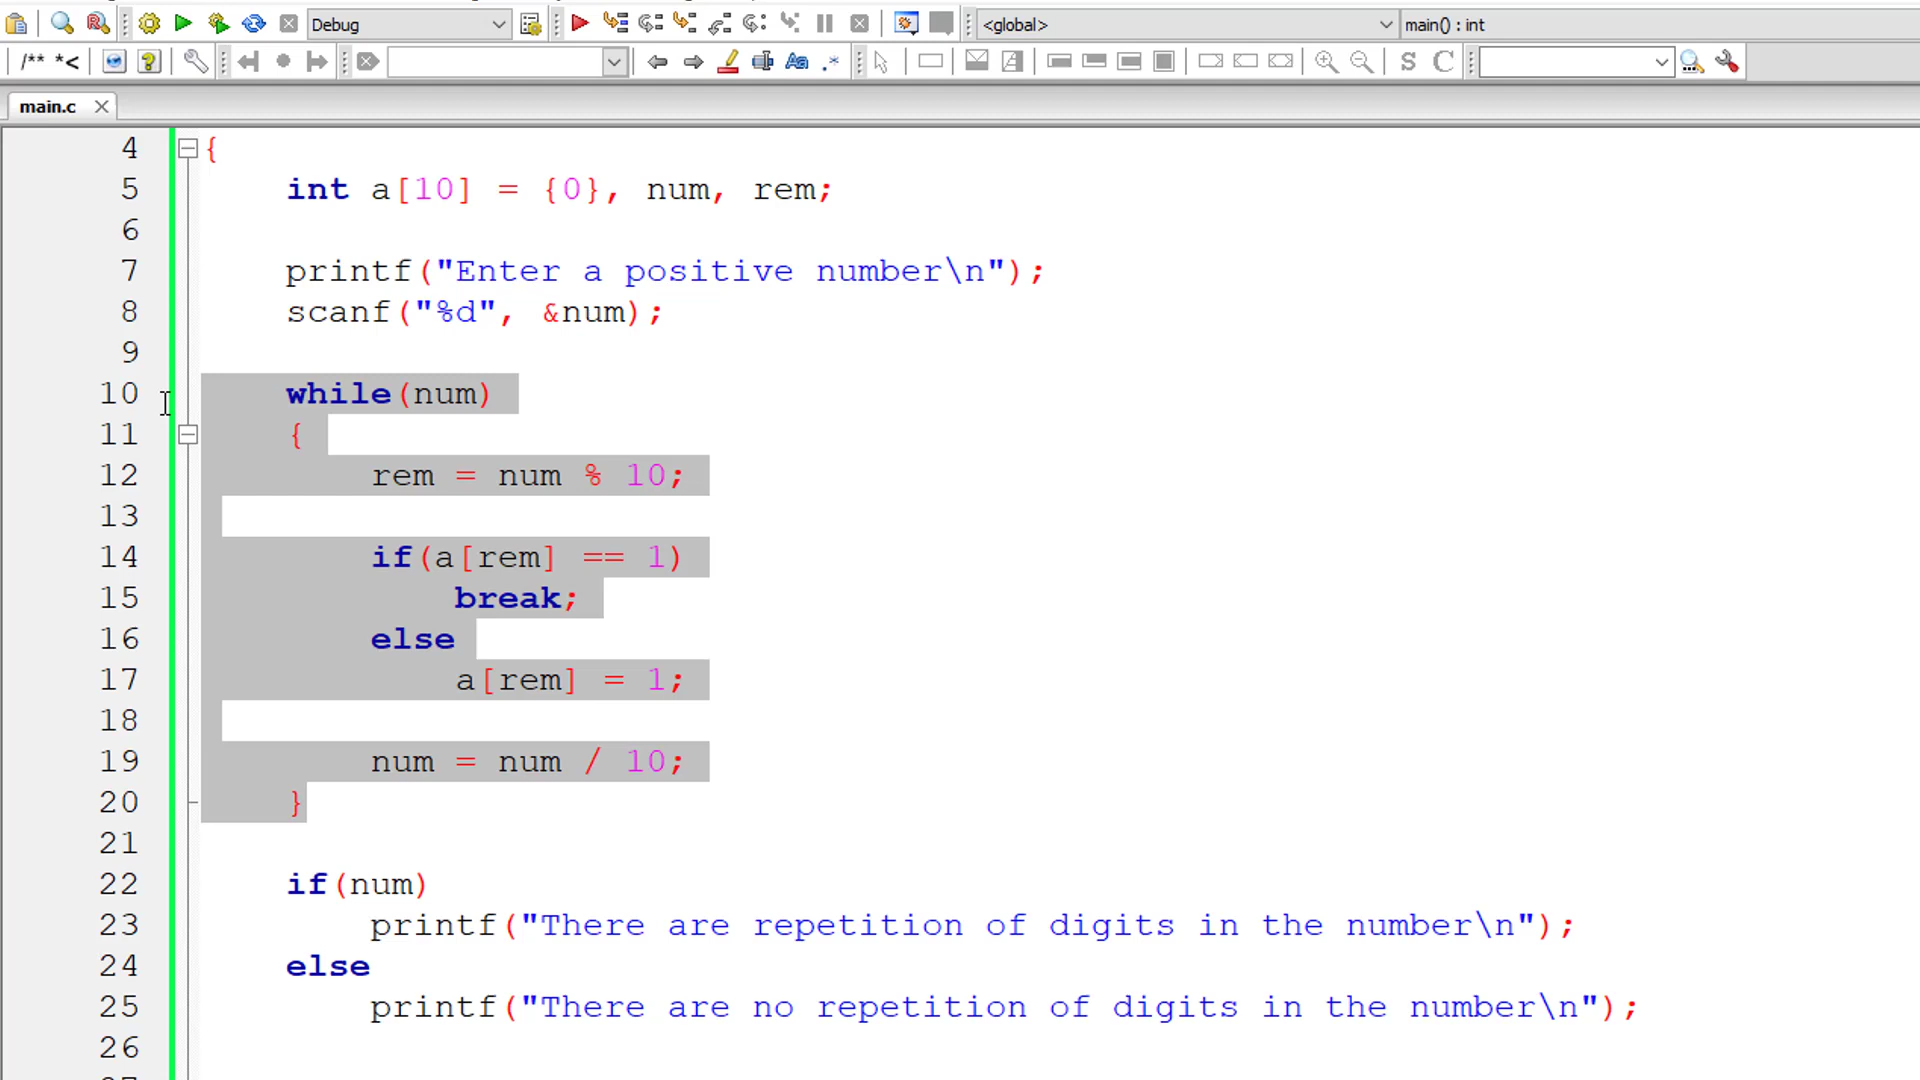 Debug
<global>
main() : int
/** *<
Aa
.*
S
C
main.c
4 {
5 int a[10] = {0}, num, rem;
6
7 printf("Enter a positive number\n");
8 scanf("%d", &num);
9
10 while(num)
11 {
12 rem = num % 10;
13
14 if(a[rem] == 1)
15 break;
16 else
17 a[rem] = 1;
18
19 num = num / 10;
20 }
21
22 if(num)
23 printf("There are repetition of digits in the number\n");
24 else
25 printf("There are no repetition of digits in the number\n");
26